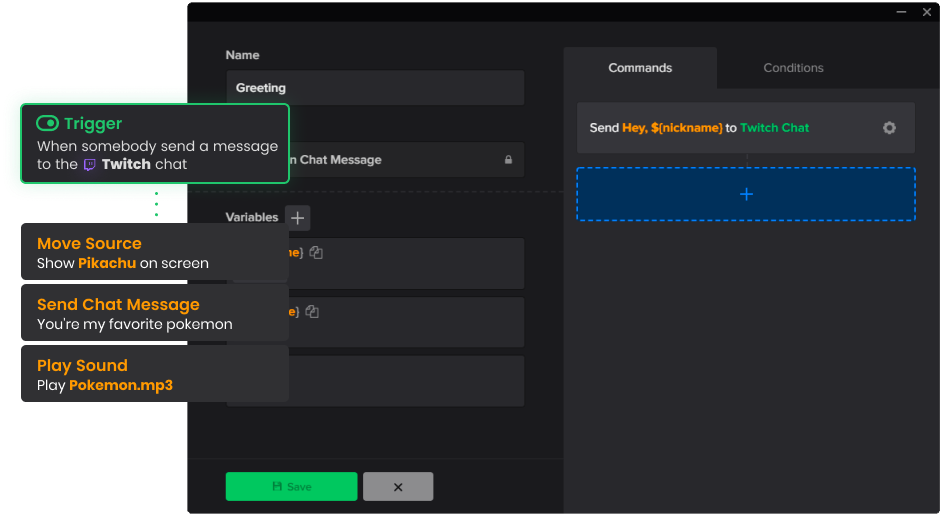 Name
Greeting
Trigger
When somebody send a message
to the Twitch chat
n Chat Message
Variables
Move Source
Show Pikachu on screen
ne}
Send Chat Message
You're my favorite pokemon
e}
Play Sound
Play Pokemon.mp3
Save
Commands
Conditions
Send Hey, ${nickname} to Twitch Chat